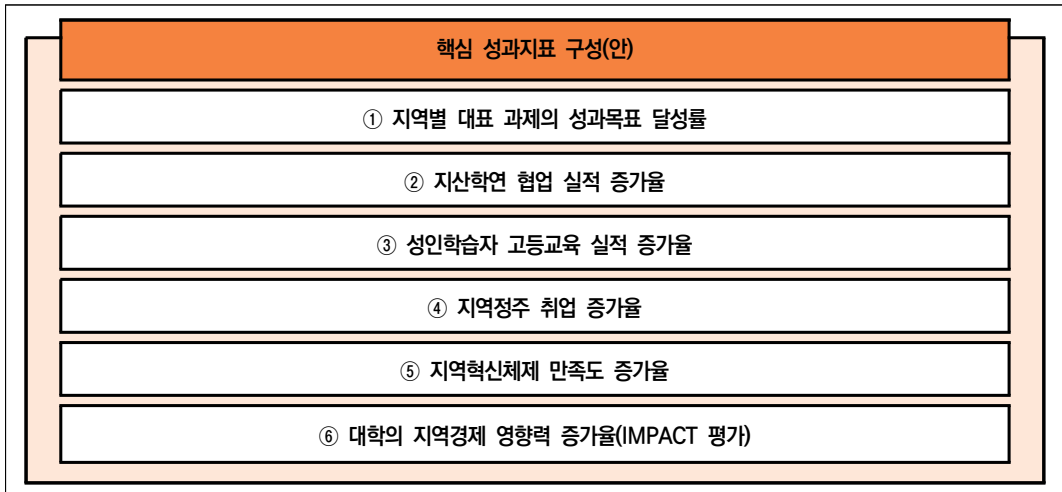 핵심 성과지표 구성(안)
① 지역별 대표 과제의 성과목표 달성률
② 지산학연 협업 실적 증가율
③ 성인학습자 고등교육 실적 증가율
④ 지역정주 취업 증가율
⑤ 지역혁신체제 만족도 증가율
⑥ 대학의 지역경제 영향력 증가율(IMPACT 평가)